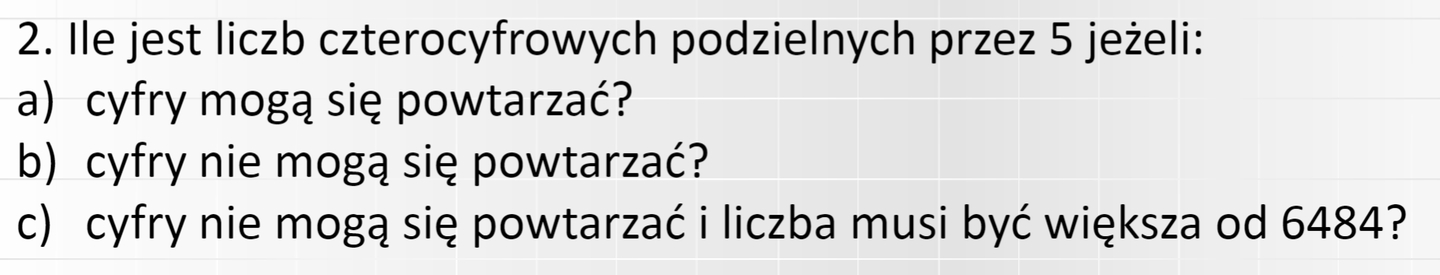 2. Ile jest liczb czterocyfrowych podzielnych przez 5 jeżeli:
a) cyfry mogą się powtarzać?
b) cyfry nie mogą się powtarzać?
c) cyfry nie mogą się powtarzać i liczba musi być większa od 6484?